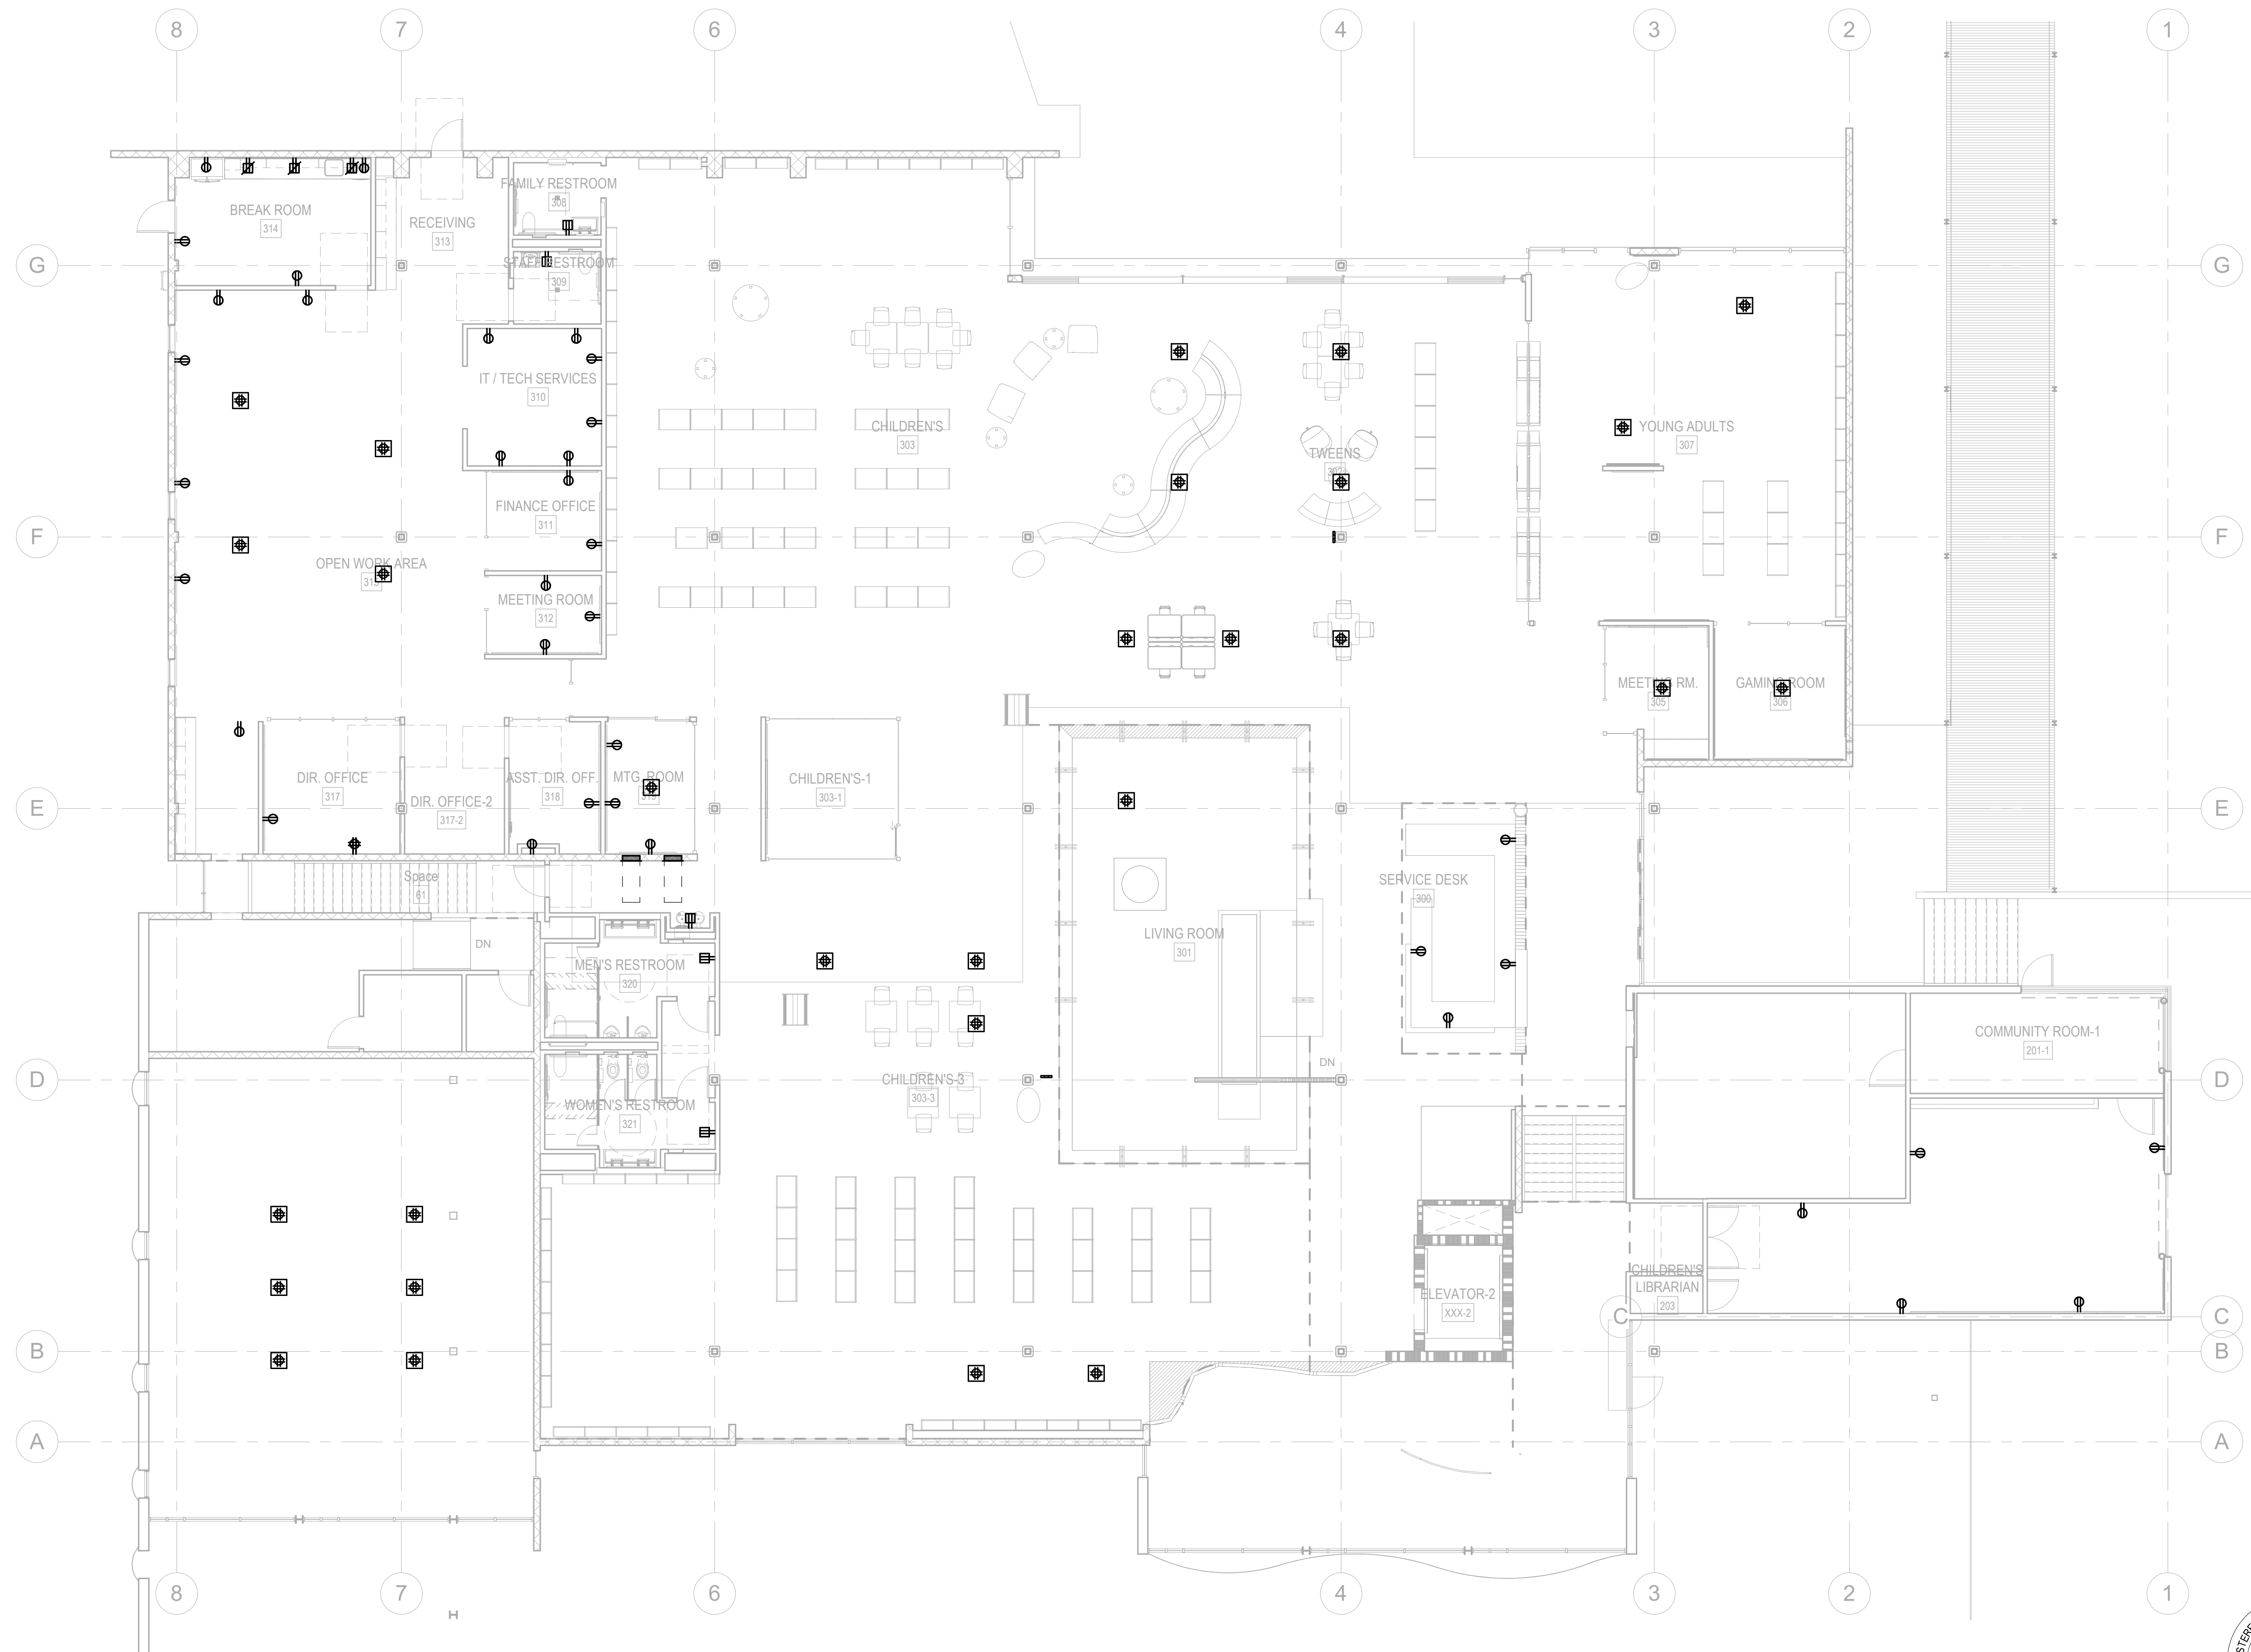 8 7 6 4 3 2 1
FAMILY RESTROOM
308
BREAK ROOM
314
RECEIVING
313
G G
STAFF RESTROOM
309
IT / TECH SERVICES
310
CHILDREN'S
303
YOUNG ADULTS
307
TWEENS
FINANCE OFFICE
311
F F
OPEN WORK AREA
MEETING ROOM
312
MEETING RM.
305
GAMING ROOM
306
DIR. OFFICE
317
ASST. DIR. OFF.
318
MTG. ROOM
CHILDREN'S-1
303-1
DIR. OFFICE-2
317-2
E E
Space
61
SERVICE DESK
300
LIVING ROOM
301
DN
MEN'S RESTROOM
320
COMMUNITY ROOM-1
201-1
DN
D D
CHILDREN'S-3
303-3
WOMEN'S RESTROOM
321
CHILDREN'S
LIBRARIAN
203
ELEVATOR-2
XXX-2
C C
B B
A A
8 7 6 4 3 2 1